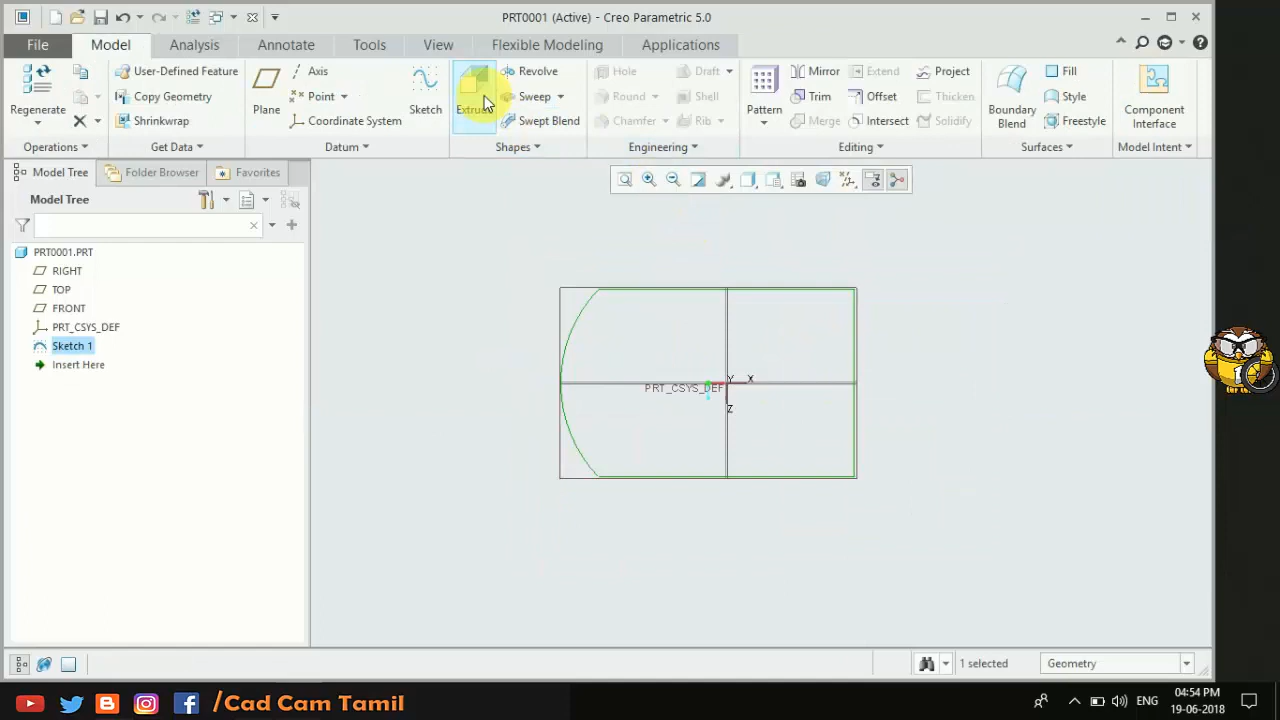 PRT0001 (Active) - Creo Parametric 5.0
File Model Analysis Annotate Tools View Flexible Modeling Applications
Regenerate
User-Defined Feature
Copy Geometry
Shrinkwrap
Plane
Axis
Point
Coordinate System
Sketch
Extrude
Revolve
Sweep
Swept Blend
Hole
Round
Chamfer
Draft
Shell
Rib
Pattern
Mirror
Trim
Merge
Extend
Offset
Intersect
Project
Thicken
Solidify
Boundary
Blend
Fill
Style
Freestyle
Component
Interface
Operations Get Data Datum Shapes Engineering Editing Surfaces Model Intent
Model Tree Folder Browser Favorites
Model Tree
PRT0001.PRT
RIGHT
TOP
FRONT
PRT_CSYS_DEF
Sketch 1
Insert Here
PRT_CSYS_DEF
Y X
Z
1 selected Geometry
/Cad Cam Tamil
ENG
04:54 PM
19-06-2018